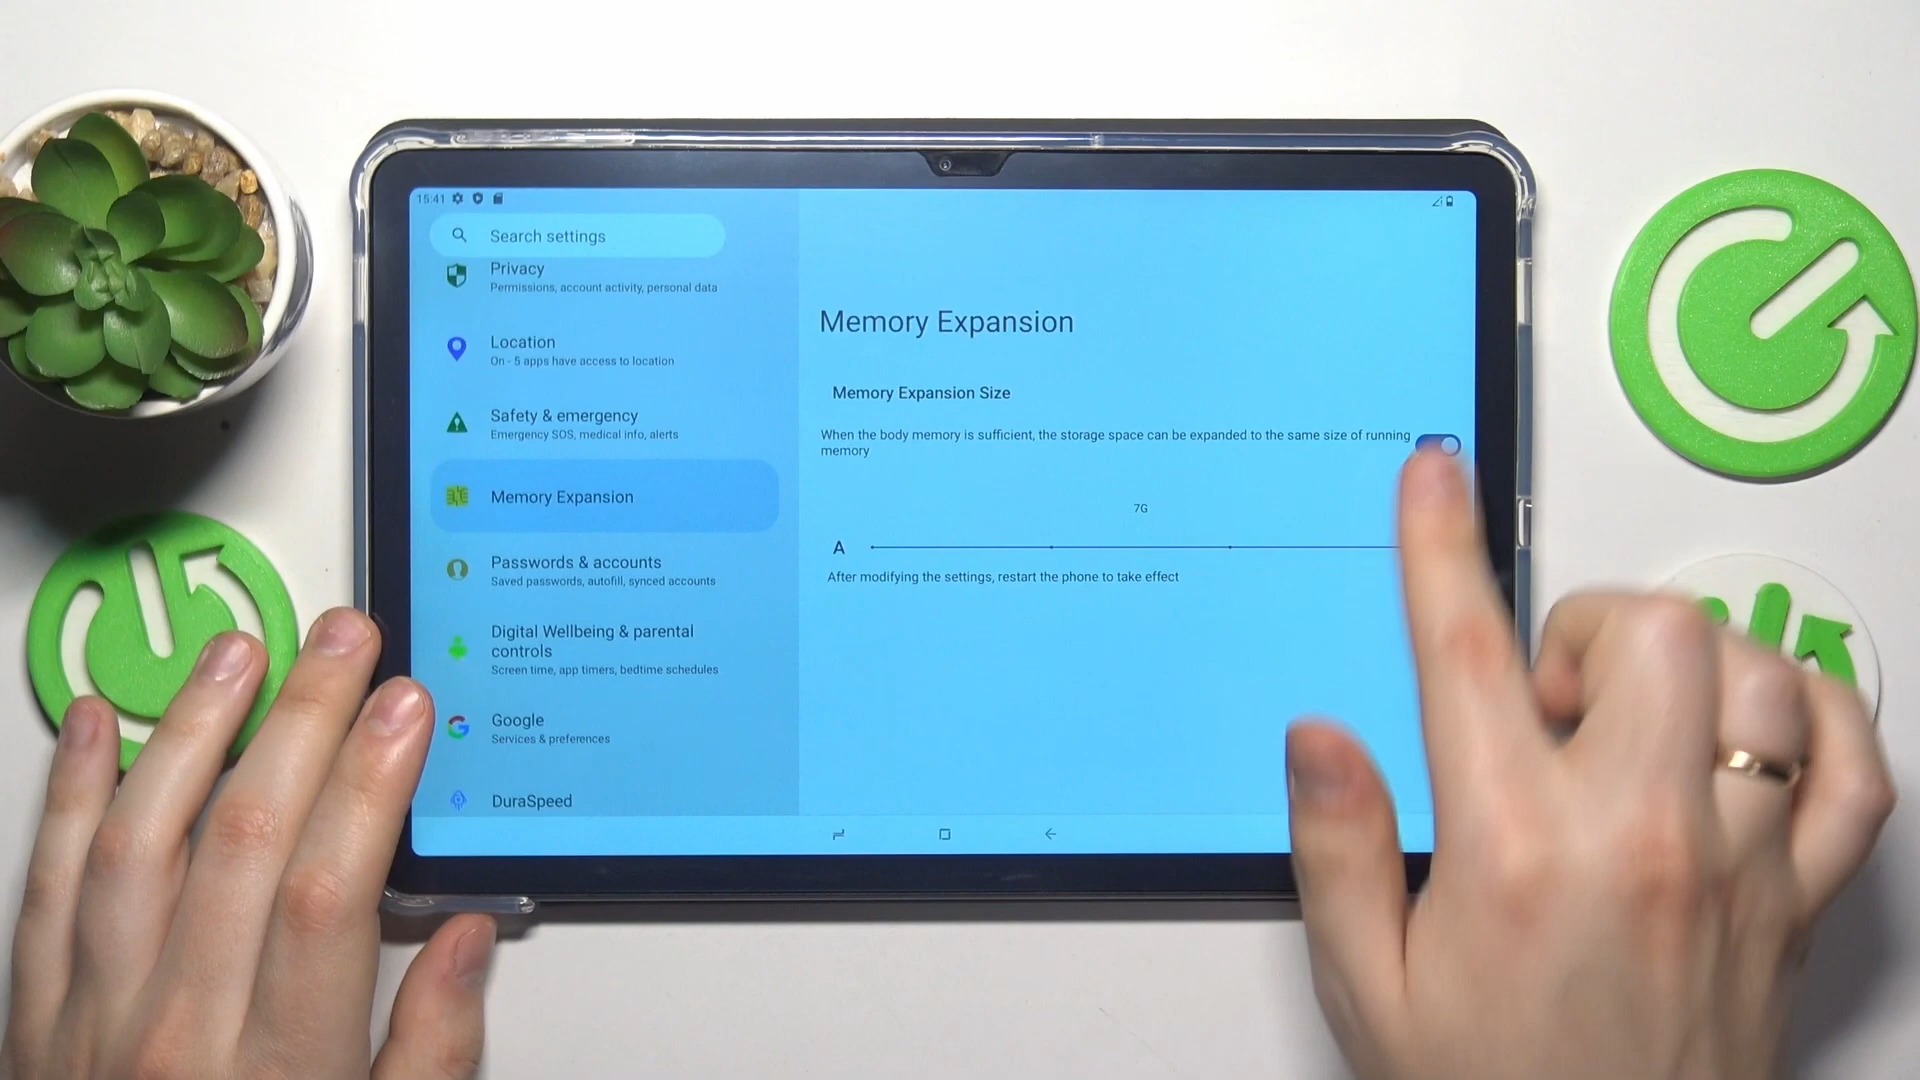 15:41
Search settings
Privacy
Permissions, account activity, personal data
Location
On - 5 apps have access to location
Safety & emergency
Emergency SOS, medical info, alerts
Memory Expansion
Passwords & accounts
Saved passwords, autofill, synced accounts
Digital Wellbeing & parental
controls
Screen time, app timers, bedtime schedules
Google
Services & preferences
DuraSpeed
Memory Expansion
Memory Expansion Size
When the body memory is sufficient, the storage space can be expanded to the same size of running
memory
7G
A
After modifying the settings, restart the phone to take effect